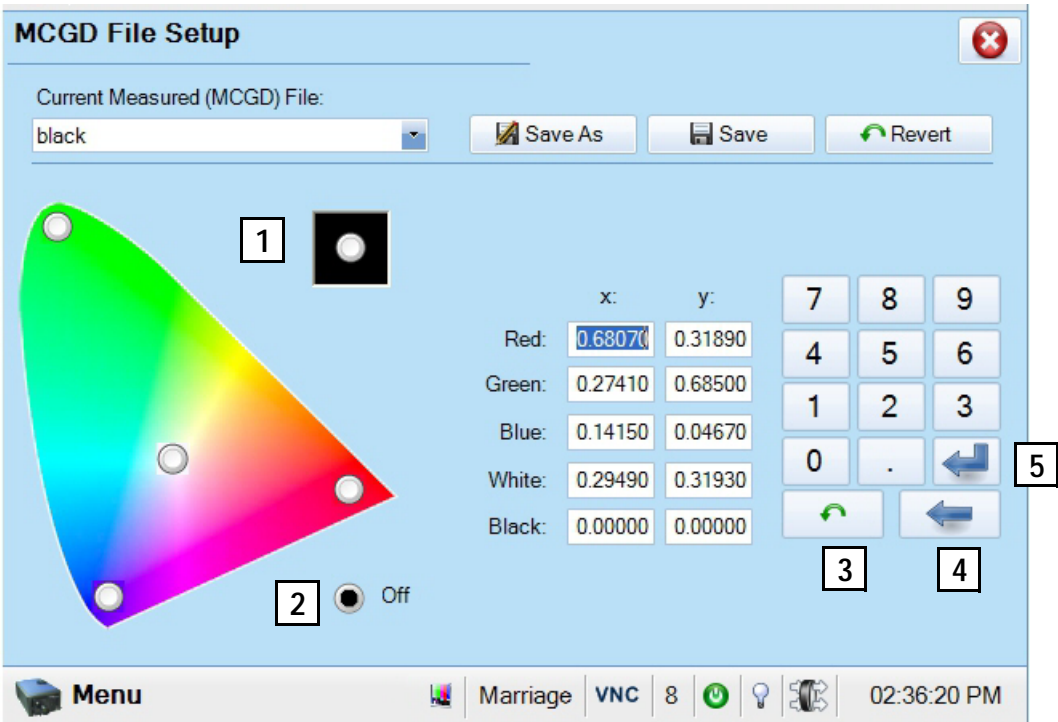 MCGD File Setup
Current Measured (MCGD) File:
black
Save As
Save
Revert
1
x: y:
7 8 9
Red: 0.68070 0.31890
4 5 6
Green: 0.27410 0.68500
1 2 3
Blue: 0.14150 0.04670
0 .
5
White: 0.29490 0.31930
Black: 0.00000 0.00000
3
4
2
Off
Menu
Marriage VNC 8 02:36:20 PM